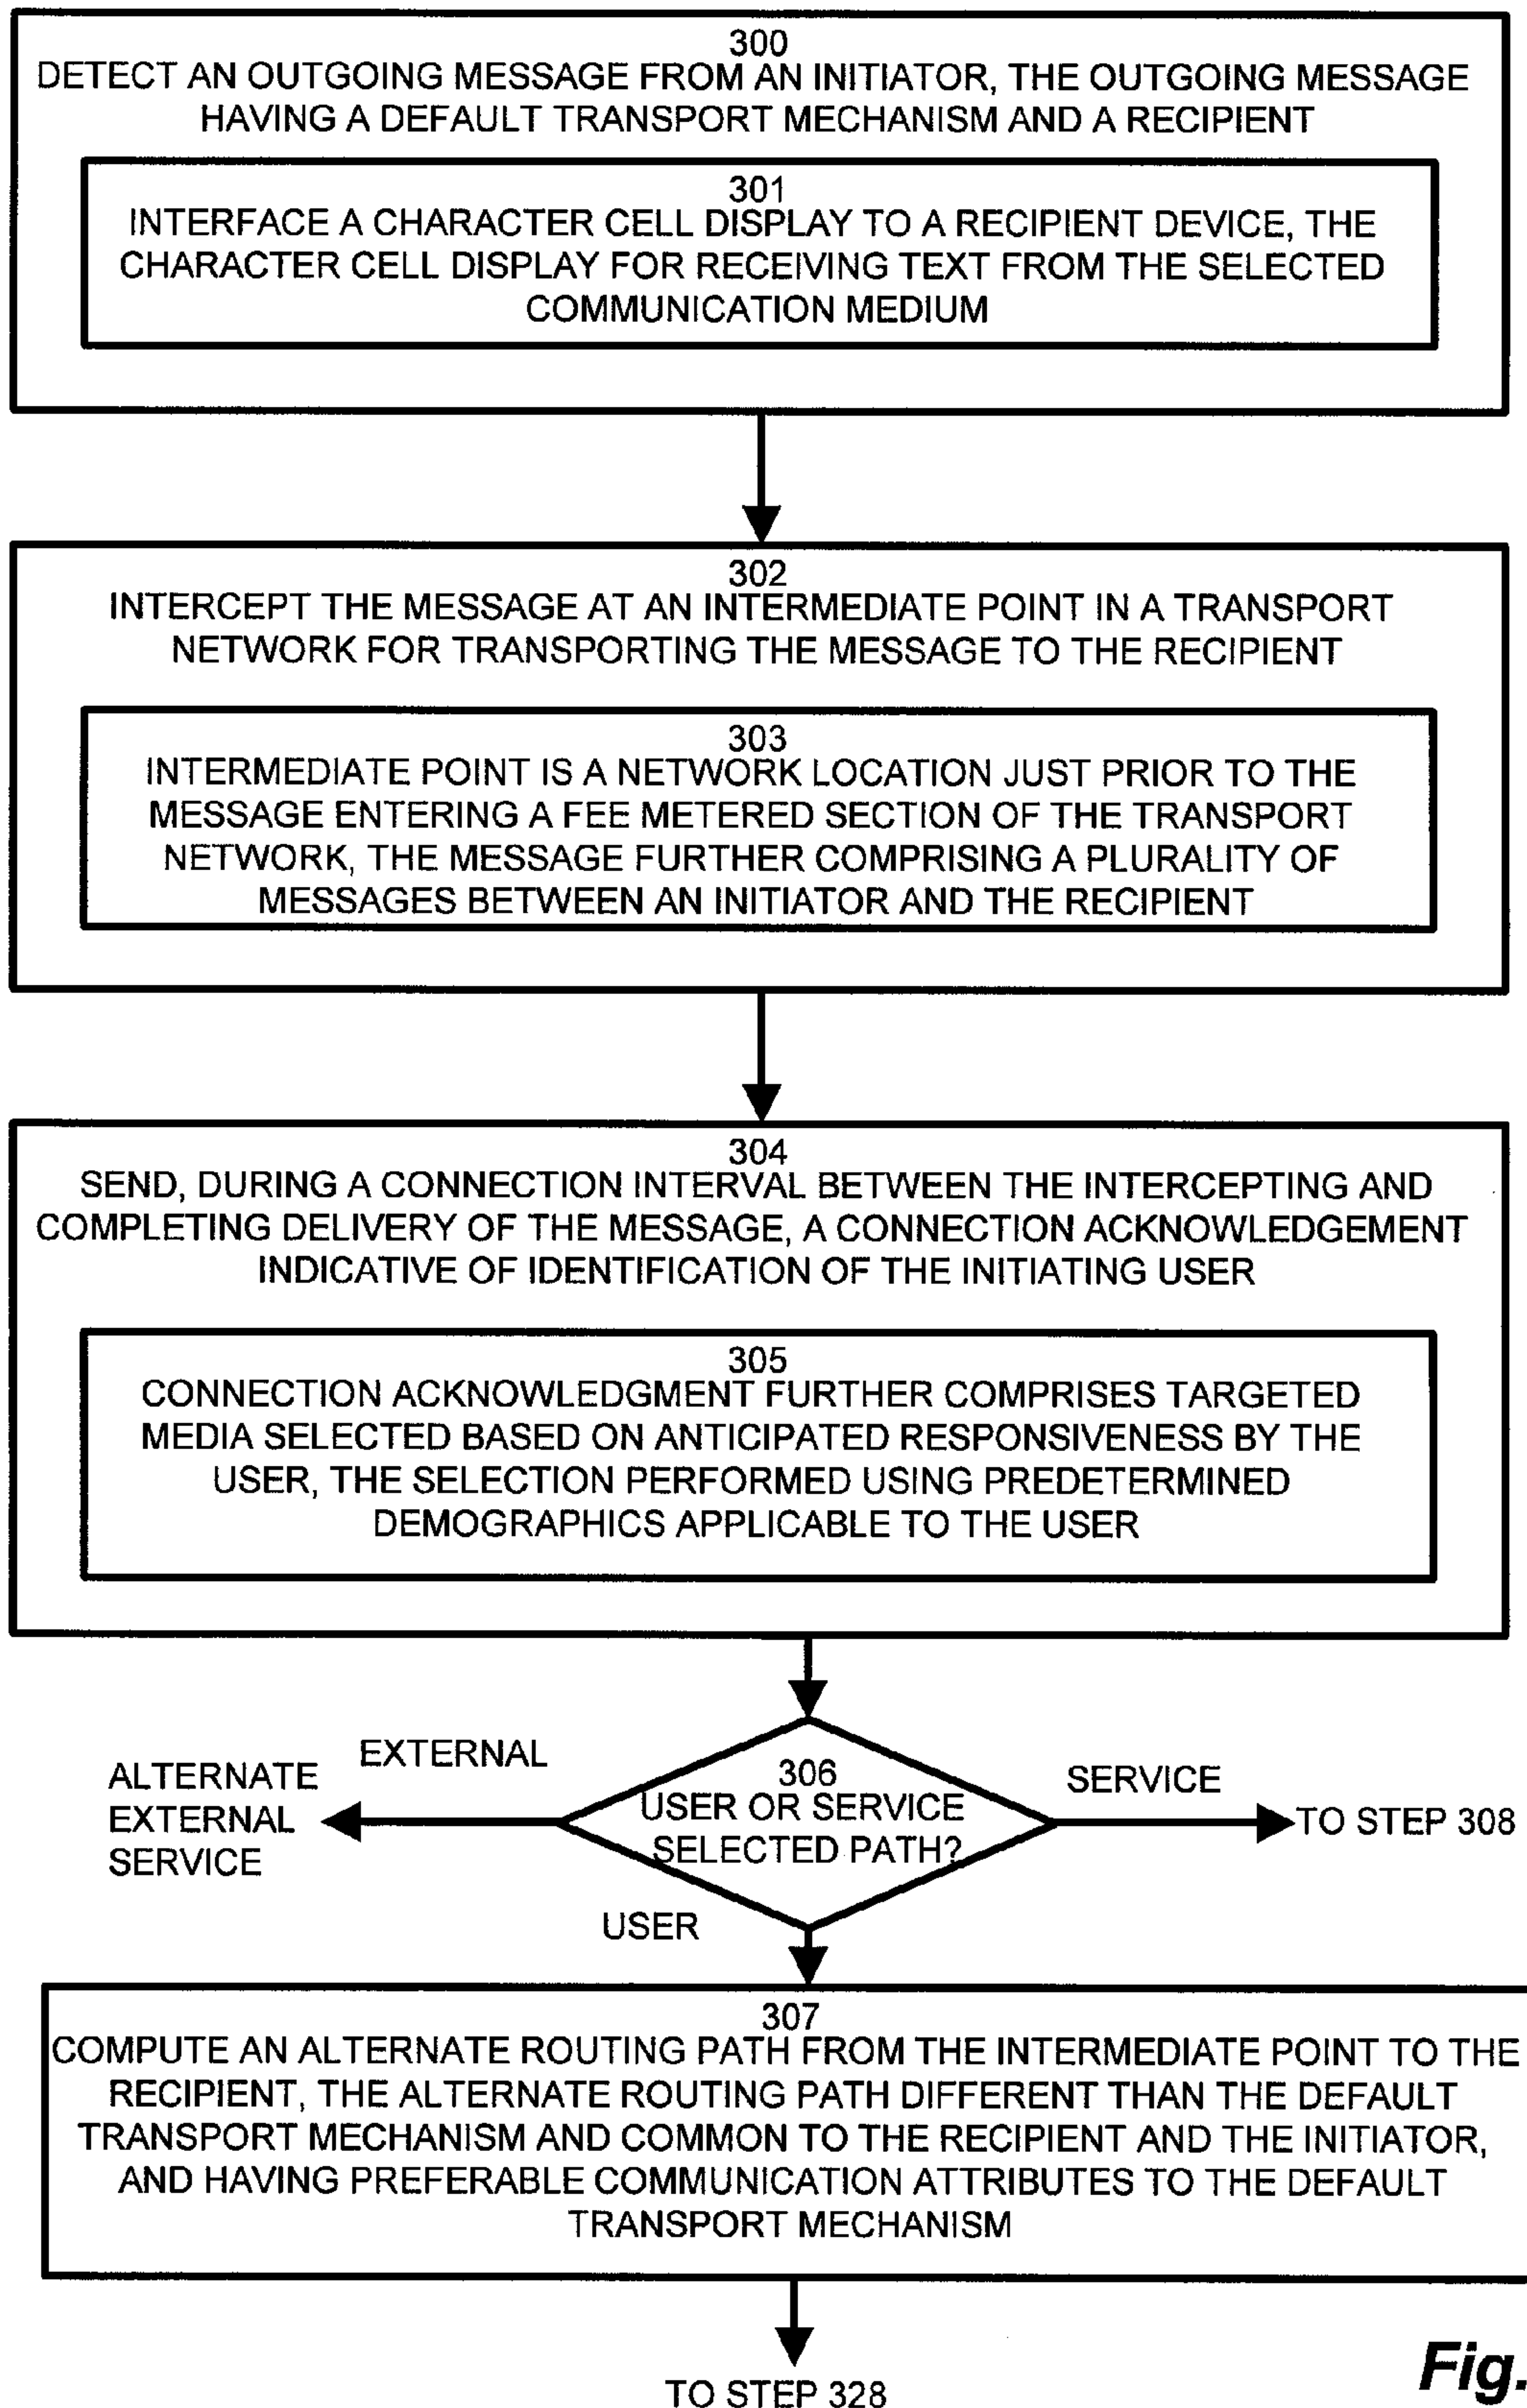 300
DETECT AN OUTGOING MESSAGE FROM AN INITIATOR, THE OUTGOING MESSAGE
HAVING A DEFAULT TRANSPORT MECHANISM AND A RECIPIENT
301
INTERFACE A CHARACTER CELL DISPLAY TO A RECIPIENT DEVICE, THE
CHARACTER CELL DISPLAY FOR RECEIVING TEXT FROM THE SELECTED
COMMUNICATION MEDIUM
302
INTERCEPT THE MESSAGE AT AN INTERMEDIATE POINT IN A TRANSPORT
NETWORK FOR TRANSPORTING THE MESSAGE TO THE RECIPIENT
303
INTERMEDIATE POINT IS A NETWORK LOCATION JUST PRIOR TO THE
MESSAGE ENTERING A FEE METERED SECTION OF THE TRANSPORT
NETWORK, THE MESSAGE FURTHER COMPRISING A PLURALITY OF
MESSAGES BETWEEN AN INITIATOR AND THE RECIPIENT
304
SEND, DURING A CONNECTION INTERVAL BETWEEN THE INTERCEPTING AND
COMPLETING DELIVERY OF THE MESSAGE, A CONNECTION ACKNOWLEDGEMENT
INDICATIVE OF IDENTIFICATION OF THE INITIATING USER
305
CONNECTION ACKNOWLEDGMENT FURTHER COMPRISES TARGETED
MEDIA SELECTED BASED ON ANTICIPATED RESPONSIVENESS BY THE
USER, THE SELECTION PERFORMED USING PREDETERMINED
DEMOGRAPHICS APPLICABLE TO THE USER
EXTERNAL
ALTERNATE
EXTERNAL
SERVICE
306
USER OR SERVICE
SELECTED PATH?
SERVICE
TO STEP 308
USER
307
COMPUTE AN ALTERNATE ROUTING PATH FROM THE INTERMEDIATE POINT TO THE
RECIPIENT, THE ALTERNATE ROUTING PATH DIFFERENT THAN THE DEFAULT
TRANSPORT MECHANISM AND COMMON TO THE RECIPIENT AND THE INITIATOR,
AND HAVING PREFERABLE COMMUNICATION ATTRIBUTES TO THE DEFAULT
TRANSPORT MECHANISM
TO STEP 328
Fig.